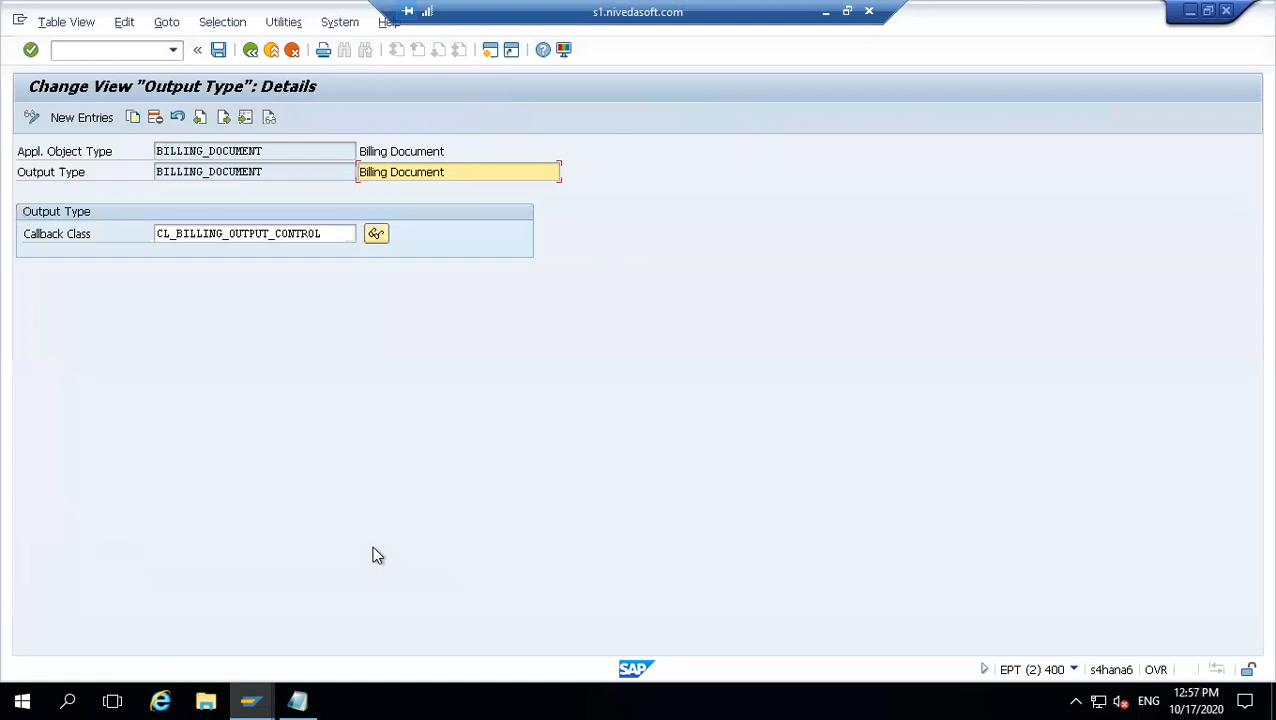 s1.nivedasoft.com
Table View Edit Goto Selection Utilities System Help
Change View "Output Type": Details
New Entries
Appl. Object Type BILLING_DOCUMENT Billing Document
Output Type BILLING_DOCUMENT Billing Document
Output Type
Callback Class CL_BILLING_OUTPUT_CONTROL
SAP
EPT (2) 400 s4hana6 OVR
ENG
12:57 PM
10/17/2020